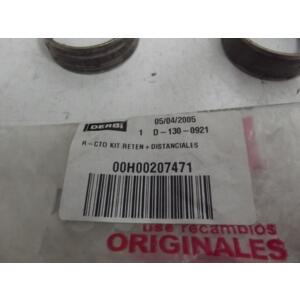 DERBI
05/04/2005
1 D-130-0921
R-CTO KIT RETEN + DISTANCIALES
00H00207471
use recambios
ORIGINALES